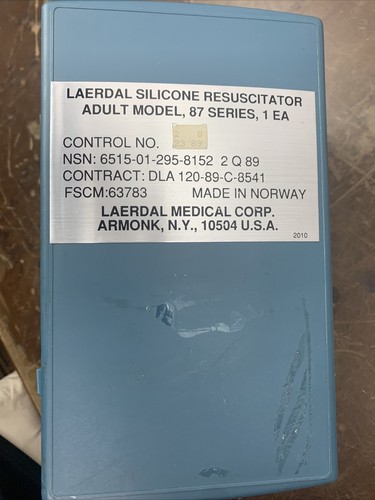 LAERDAL SILICONE RESUSCITATOR
ADULT MODEL, 87 SERIES, 1 EA
CONTROL NO.
NSN: 6515-01-295-8152 2 Q 89
CONTRACT: DLA 120-89-C-8541
FSCM:63783 MADE IN NORWAY
LAERDAL MEDICAL CORP.
ARMONK, N.Y., 10504 U.S.A.
2010